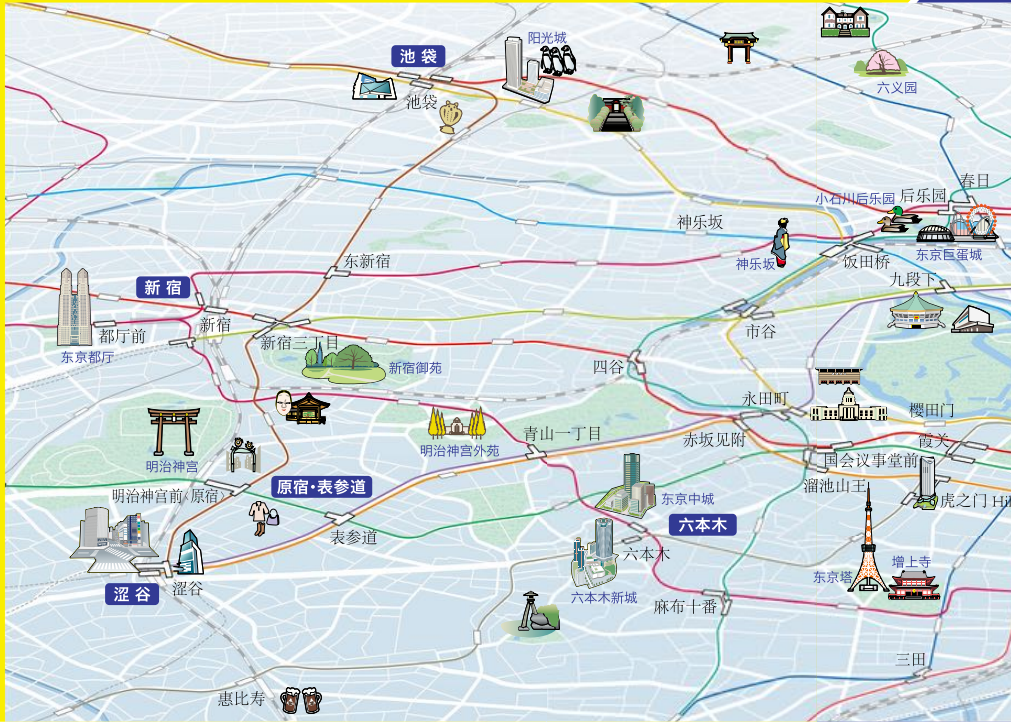 池袋
阳光城
池袋
六义园
春日
后乐园
小石川后乐园
神乐坂
神乐坂
饭田桥
东京巨蛋城
九段下
东新宿
新宿
新宿
都厅前
东京都厅
新宿三丁目
新宿御苑
市谷
四谷
永田町
樱田门
赤坂见附
国会议事堂前
霞关
溜池山王
虎之门 Hil
青山一丁目
明治神宫外苑
明治神宫
明治神宫前〈原宿〉
原宿·表参道
表参道
东京中城
六本木
六本木
六本木新城
涩谷
涩谷
东京塔
增上寺
麻布十番
三田
惠比寿